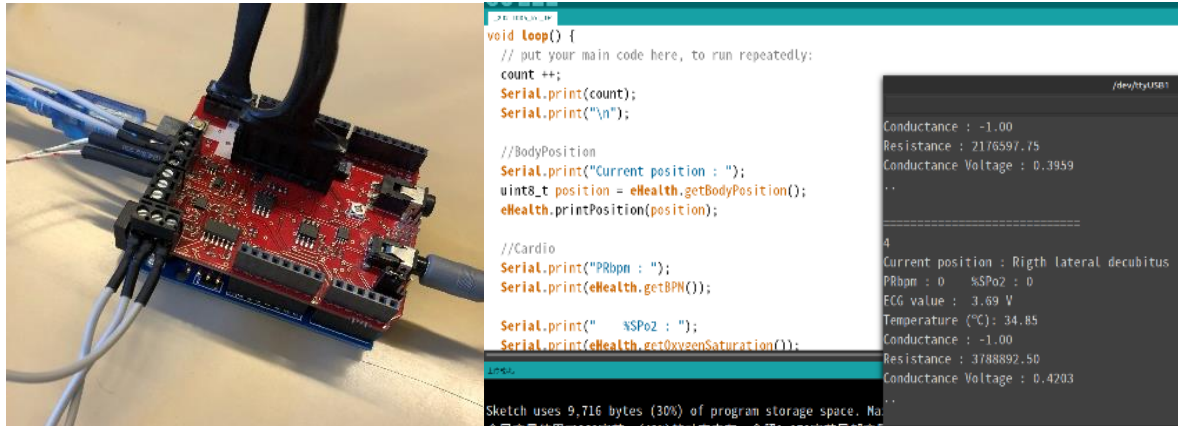 void loop() {
// put your main code here, to run repeatedly:
count ++;
Serial.print(count);
Serial.print("\n");
//BodyPosition
Serial.print("Current position : ");
uint8_t position = eHealth.getBodyPosition();
eHealth.printPosition(position);
//Cardio
Serial.print("PRbpm : ");
Serial.print(eHealth.getBPM());
Serial.print("    %SPo2 : ");
Serial.print(eHealth.getOxygenSaturation());
Sketch uses 9,716 bytes (30%) of program storage space. Ma
/dev/ttyUSB1
Conductance : -1.00
Resistance : 2176597.75
Conductance Voltage : 0.3959
..
============================
4
Current position : Rigth lateral decubitus
PRbpm : 0    %SPo2 : 0
ECG value :  3.69 V
Temperature (ºC): 34.85
Conductance : -1.00
Resistance : 3788892.50
Conductance Voltage : 0.4203
..